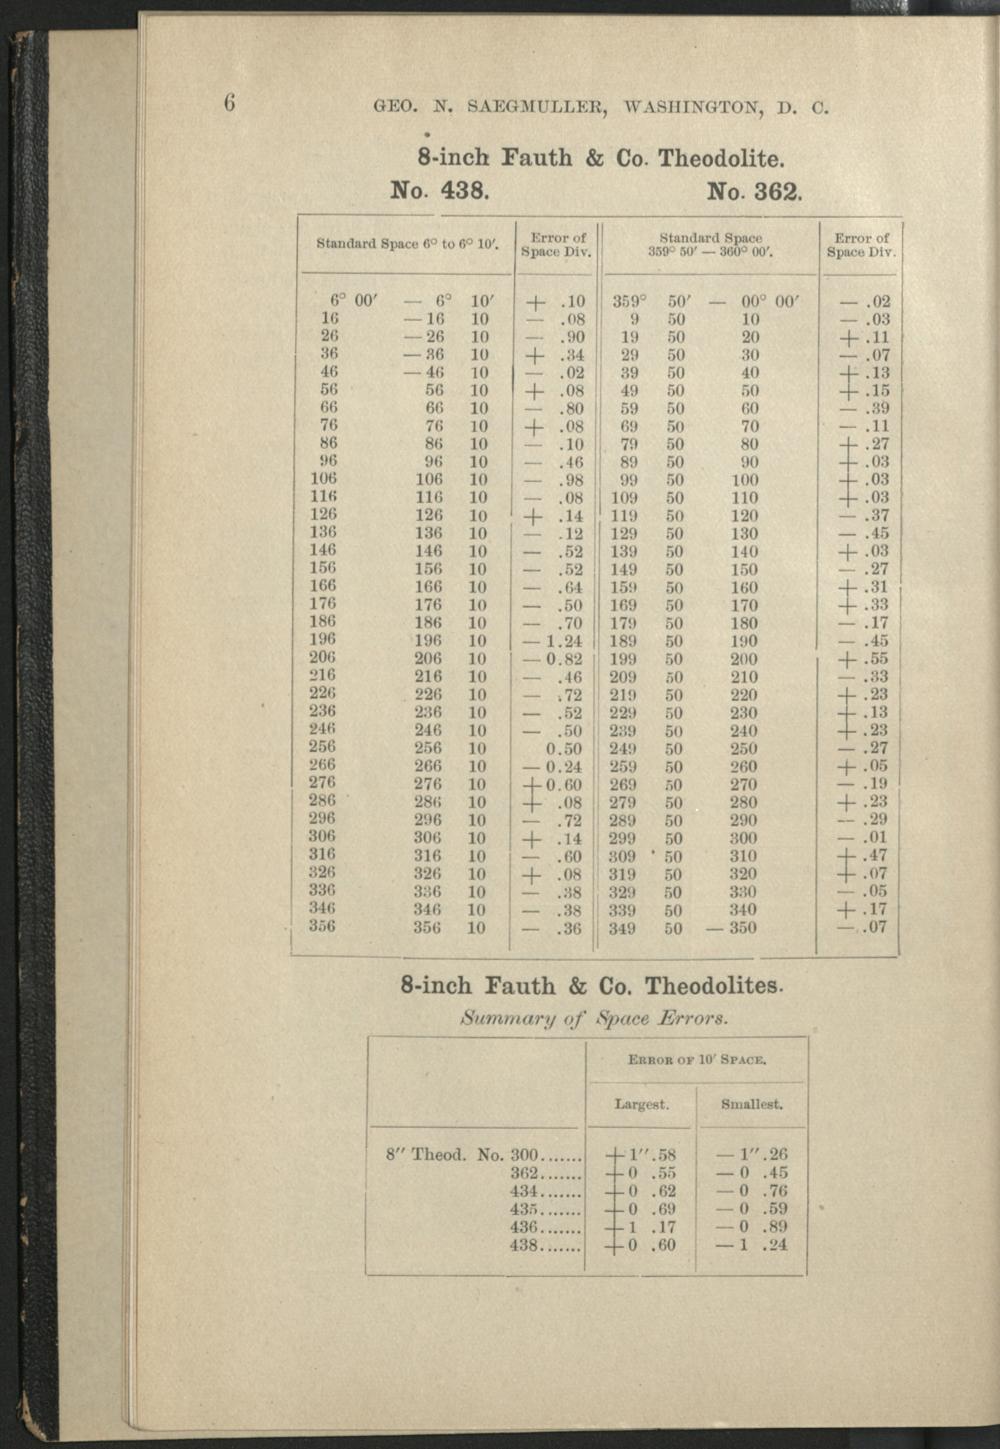 6 GEO. N. SAEGMULLER, WASHINGTON, D. C.
8-inch Fauth & Co. Theodolite.
No. 438. No. 362.
Standard Space 6° to 6° 10′. Error of Space Div. Standard Space 359° 50′ — 360° 00′. Error of Space Div.
6° 00′ — 6° 10′ + .10 359° 50′ — 00° 00′ — .02
16 — 16 10 — .08 9 50 10 — .03
26 — 26 10 — .90 19 50 20 + .11
36 — 36 10 + .34 29 50 30 — .07
46 — 46 10 — .02 39 50 40 + .13
56 56 10 + .08 49 50 50 + .15
66 66 10 — .80 59 50 60 — .39
76 76 10 + .08 69 50 70 — .11
86 86 10 — .10 79 50 80 + .27
96 96 10 — .46 89 50 90 + .03
106 106 10 — .98 99 50 100 + .03
116 116 10 — .08 109 50 110 + .03
126 126 10 + .14 119 50 120 — .37
136 136 10 — .12 129 50 130 — .45
146 146 10 — .52 139 50 140 + .03
156 156 10 — .52 149 50 150 — .27
166 166 10 — .64 159 50 160 + .31
176 176 10 — .50 169 50 170 + .33
186 186 10 — .70 179 50 180 — .17
196 196 10 — 1.24 189 50 190 — .45
206 206 10 — 0.82 199 50 200 + .55
216 216 10 — .46 209 50 210 — .33
226 226 10 — .72 219 50 220 + .23
236 236 10 — .52 229 50 230 + .13
246 246 10 — .50 239 50 240 + .23
256 256 10 0.50 249 50 250 — .27
266 266 10 — 0.24 259 50 260 + .05
276 276 10 + 0.60 269 50 270 — .19
286 286 10 + .08 279 50 280 + .23
296 296 10 — .72 289 50 290 — .29
306 306 10 + .14 299 50 300 — .01
316 316 10 — .60 309 50 310 + .47
326 326 10 + .08 319 50 320 + .07
336 336 10 — .38 329 50 330 — .05
346 346 10 — .38 339 50 340 + .17
356 356 10 — .36 349 50 — 350 — .07
8-inch Fauth & Co. Theodolites.
Summary of Space Errors.
ERROR OF 10′ SPACE.
Largest. Smallest.
8″ Theod. No. 300....... + 1″.58 — 1″.26
362....... + 0 .55 — 0 .45
434....... + 0 .62 — 0 .76
435....... + 0 .69 — 0 .59
436....... + 1 .17 — 0 .89
438....... + 0 .60 — 1 .24